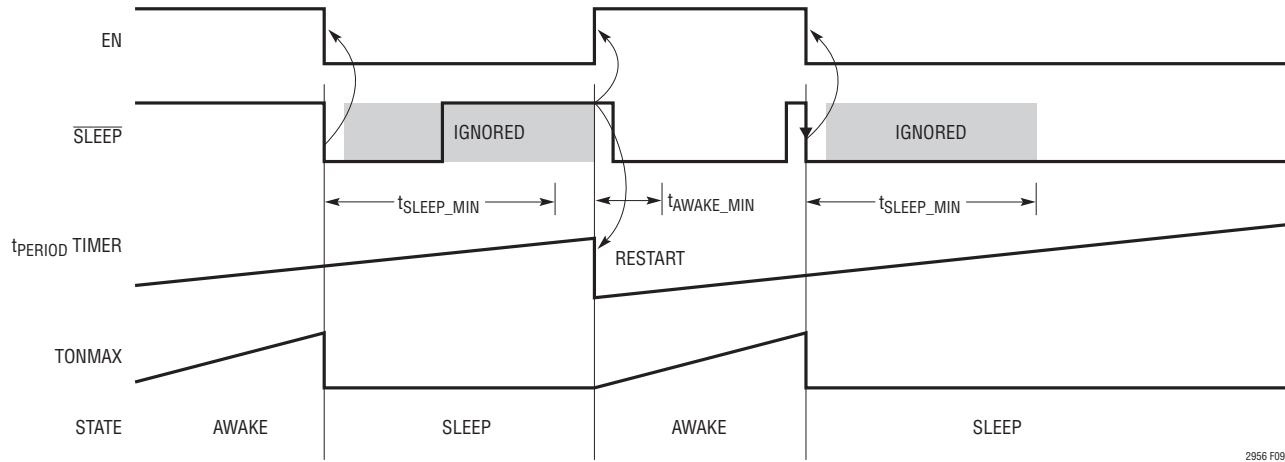 EN
SLEEP
IGNORED
IGNORED
tSLEEP_MIN
tAWAKE_MIN
tSLEEP_MIN
tPERIOD TIMER
RESTART
TONMAX
STATE AWAKE SLEEP AWAKE SLEEP
2956 F09